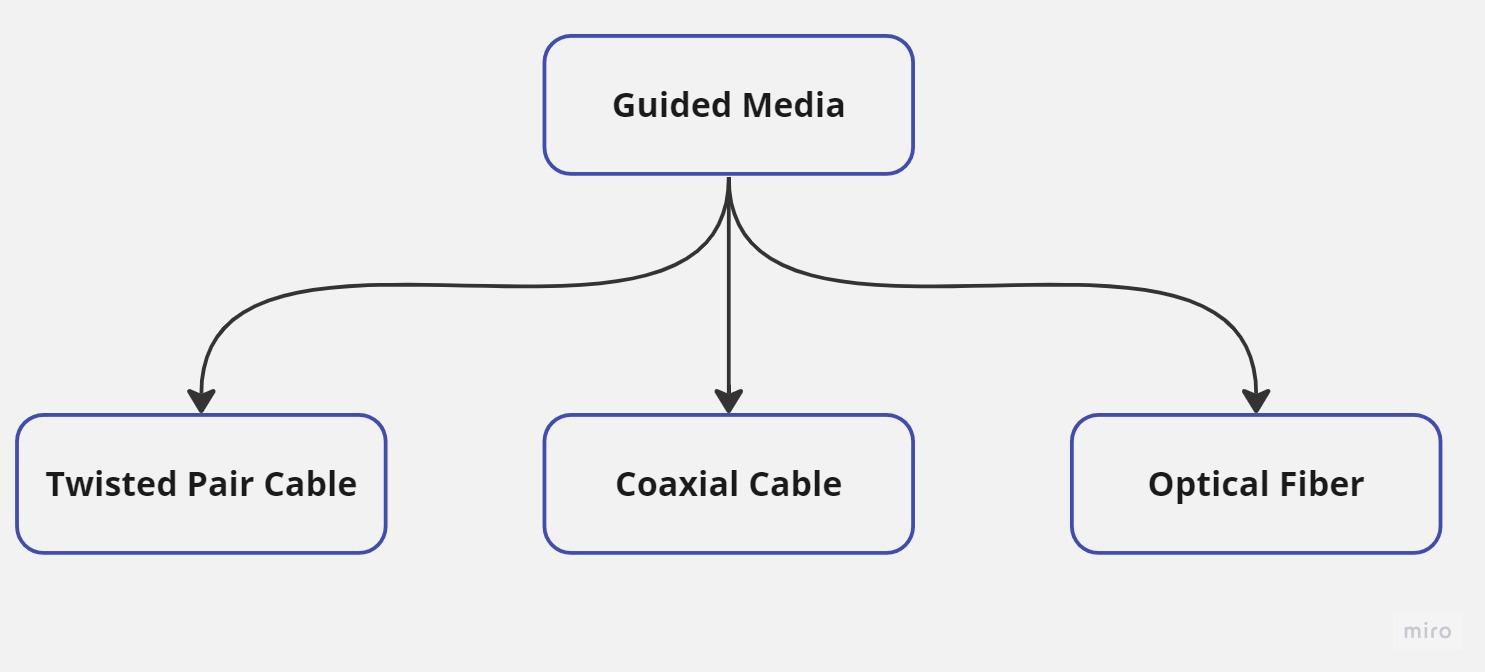 Guided Media
Twisted Pair Cable
Coaxial Cable
Optical Fiber
miro